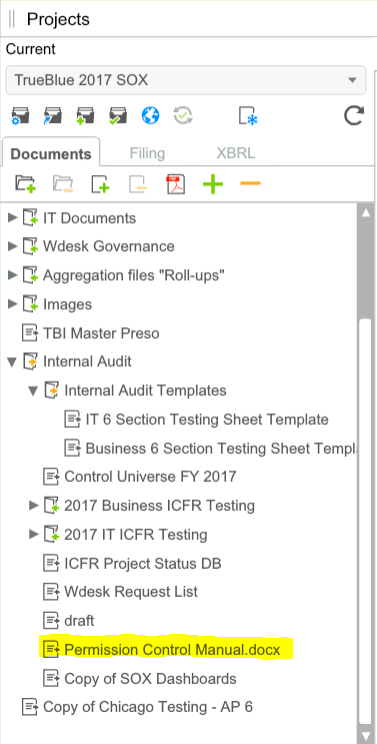 Projects
Current
TrueBlue 2017 SOX
Documents Filing XBRL
IT Documents
Wdesk Governance
Aggregation files "Roll-ups"
Images
TBI Master Preso
Internal Audit
Internal Audit Templates
IT 6 Section Testing Sheet Template
Business 6 Section Testing Sheet Templ
Control Universe FY 2017
2017 Business ICFR Testing
2017 IT ICFR Testing
ICFR Project Status DB
Wdesk Request List
draft
Permission Control Manual.docx
Copy of SOX Dashboards
Copy of Chicago Testing - AP 6